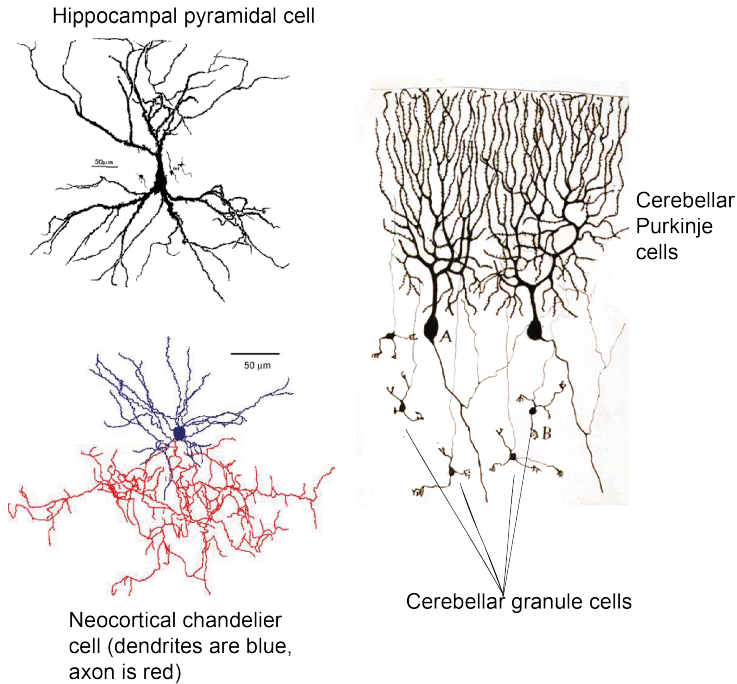 Hippocampal pyramidal cell
50µm
Cerebellar
Purkinje
cells
A
50 µm
B
Cerebellar granule cells
Neocortical chandelier
cell (dendrites are blue,
axon is red)